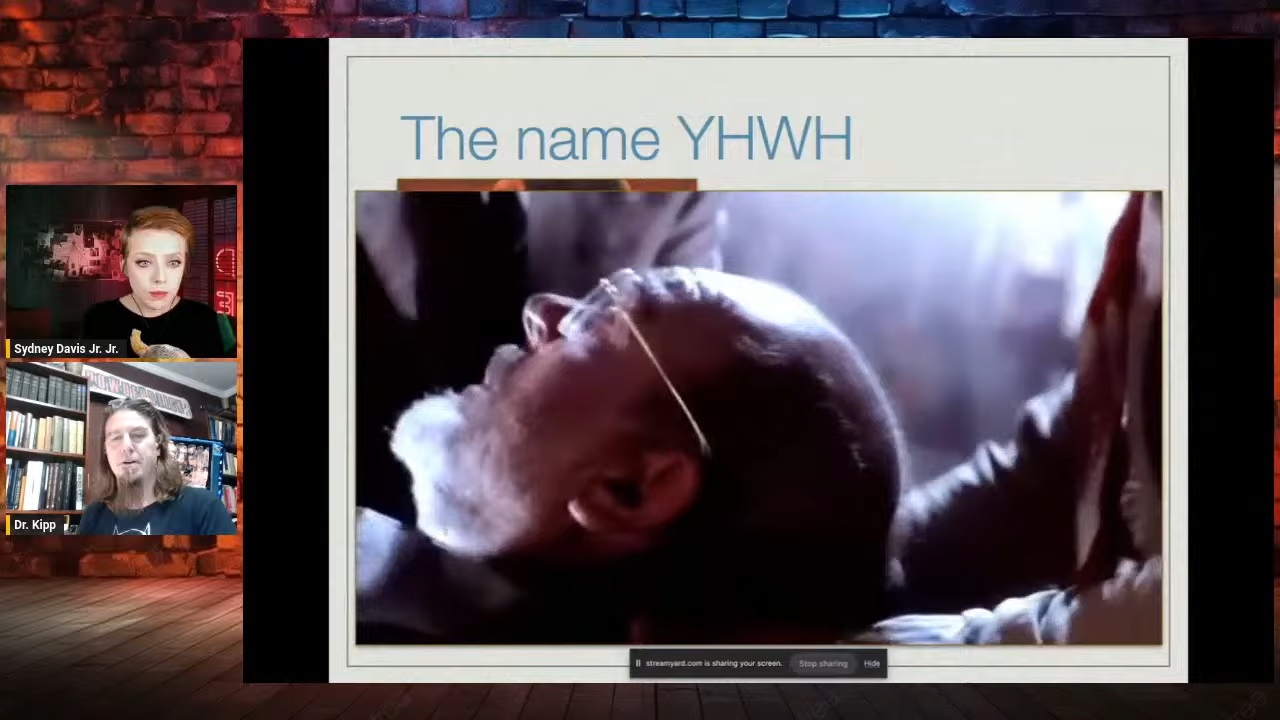 The name YHWH
Sydney Davis Jr. Jr.
Dr. Kipp
streamyard.com is sharing your screen. Stop sharing Hide